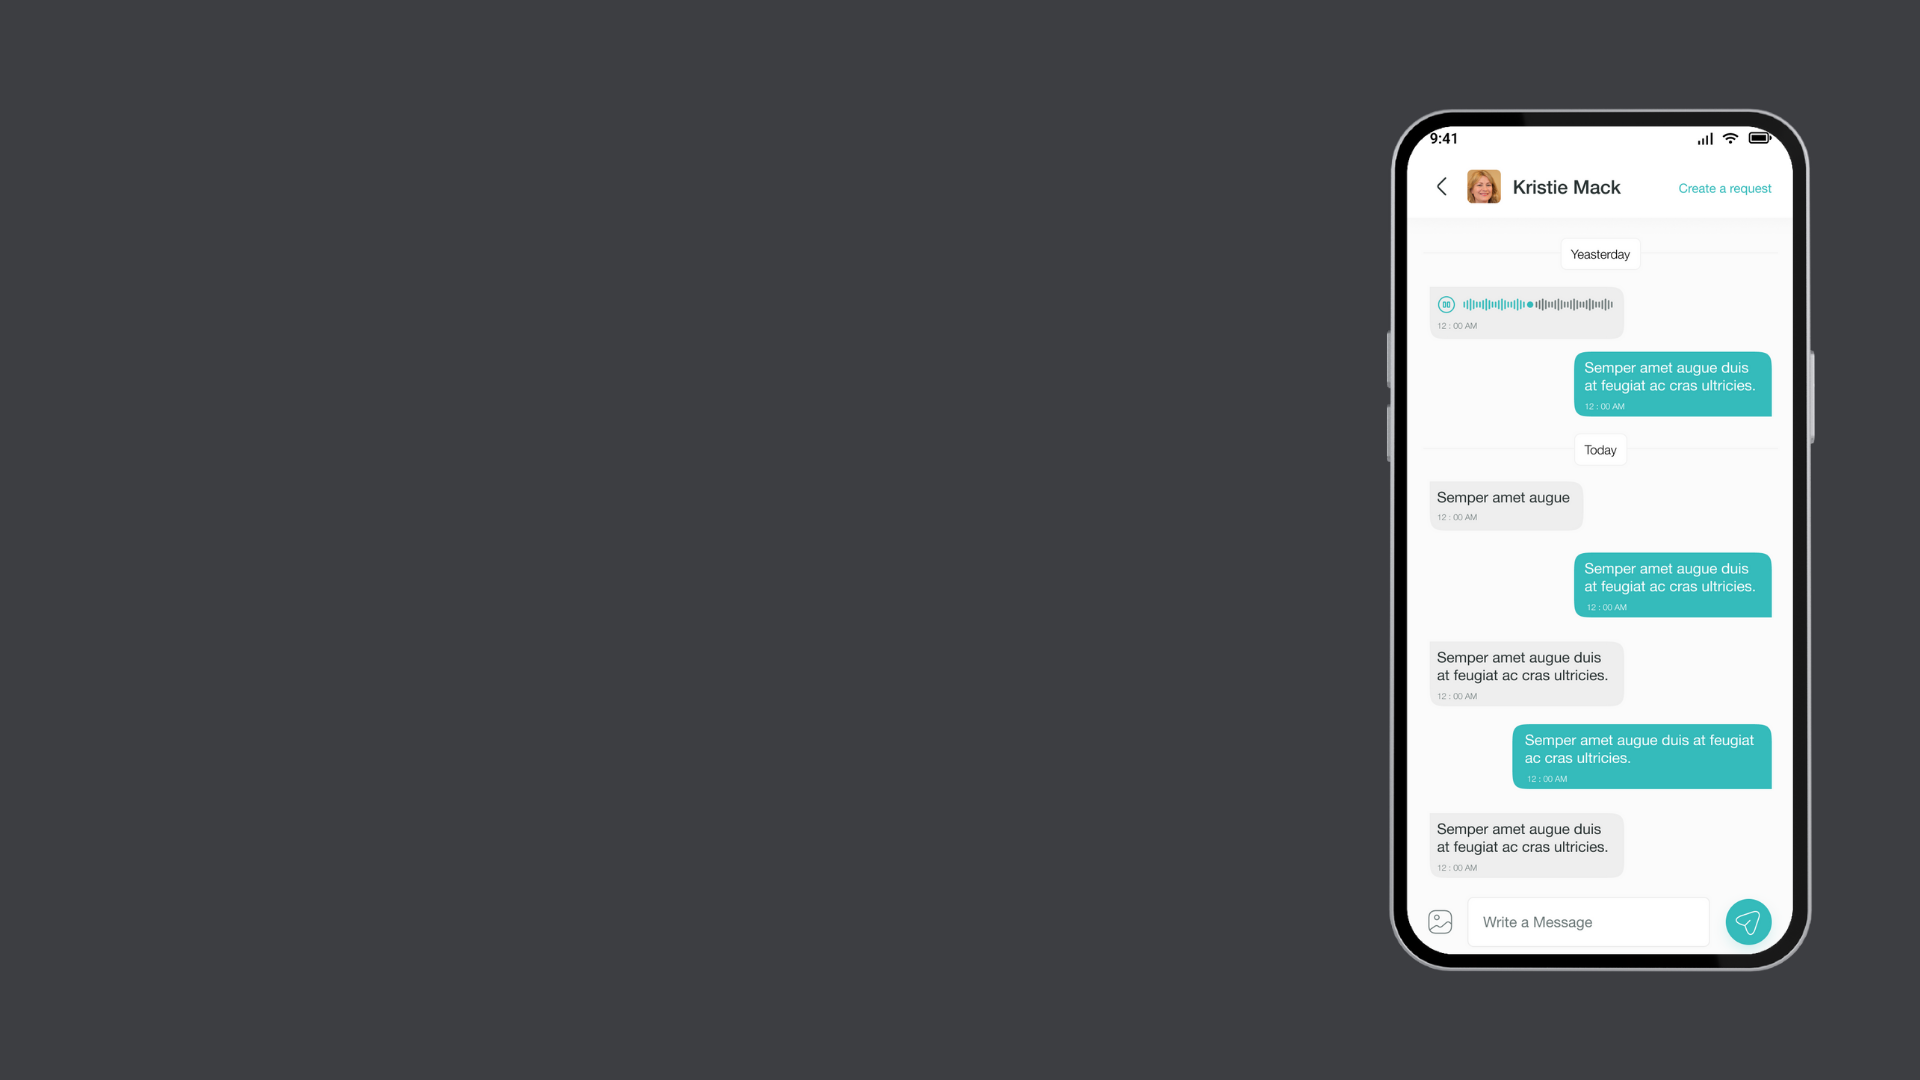 9:41
Kristie Mack
Create a request
Yeasterday
12 : 00 AM
Semper amet augue duis
at feugiat ac cras ultricies.
12 : 00 AM
Today
Semper amet augue
12 : 00 AM
Semper amet augue duis
at feugiat ac cras ultricies.
12 : 00 AM
Semper amet augue duis
at feugiat ac cras ultricies.
12 : 00 AM
Semper amet augue duis at feugiat
ac cras ultricies.
12 : 00 AM
Semper amet augue duis
at feugiat ac cras ultricies.
12 : 00 AM
Write a Message